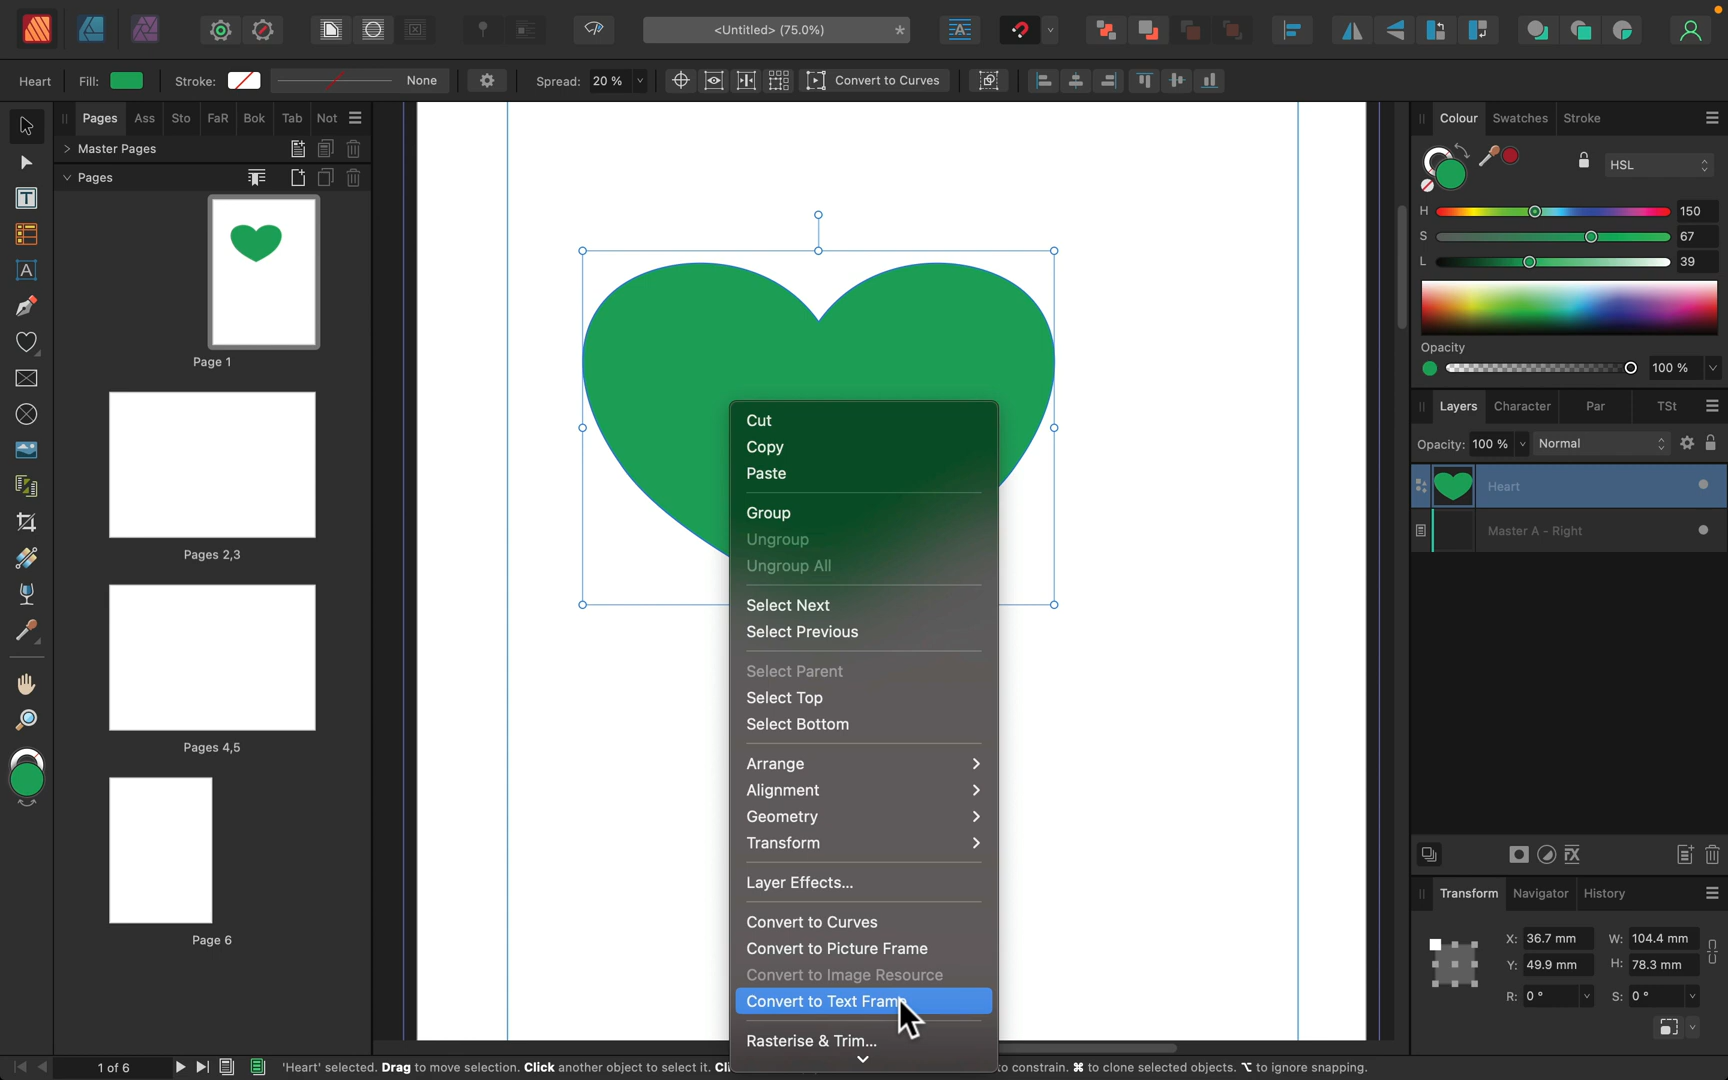 <Untitled> (75.0%)
*
Heart Fill: Stroke: None Spread: 20 % Convert to Curves
Pages Ass Sto FaR Bok Tab Not
Master Pages
Pages
Page 1
Pages 2,3
Pages 4,5
Page 6
Cut
Copy
Paste
Group
Ungroup
Ungroup All
Select Next
Select Previous
Select Parent
Select Top
Select Bottom
Arrange
Alignment
Geometry
Transform
Layer Effects...
Convert to Curves
Convert to Picture Frame
Convert to Image Resource
Convert to Text Frame
Rasterise & Trim...
Colour Swatches Stroke
HSL
H 150
S 67
L 39
Opacity
100 %
Layers Character Par TSt
Opacity: 100 % Normal
Heart
Master A - Right
Transform Navigator History
X: 36.7 mm W: 104.4 mm
Y: 49.9 mm H: 78.3 mm
R: 0 ° S: 0 °
1 of 6
'Heart' selected. Drag to move selection. Click another object to select it. to constrain. ⌘ to clone selected objects. ⌥ to ignore snapping.